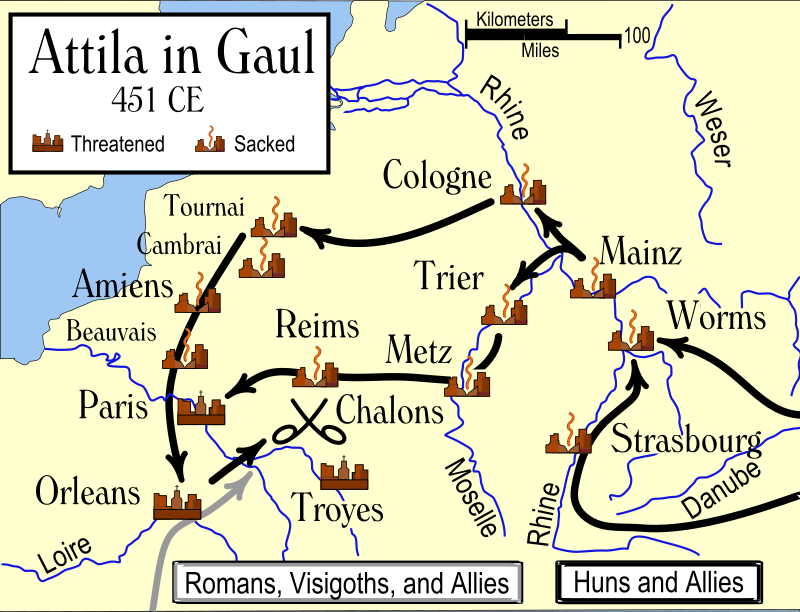 Attila in Gaul
451 CE
Threatened
Sacked
Kilometers
100
Miles
Rhine
Weser
Cologne
Tournai
Cambrai
Amiens
Beauvais
Paris
Orleans
Loire
Reims
Trier
Metz
Chalons
Troyes
Mainz
Worms
Strasbourg
Moselle
Rhine
Danube
Romans, Visigoths, and Allies
Huns and Allies